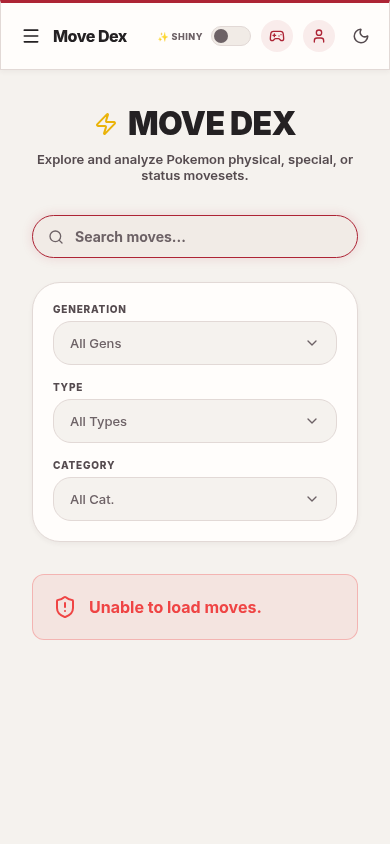 Move Dex
✨ SHINY
MOVE DEX
Explore and analyze Pokemon physical, special, or
status movesets.
Search moves...
GENERATION
All Gens
TYPE
All Types
CATEGORY
All Cat.
Unable to load moves.